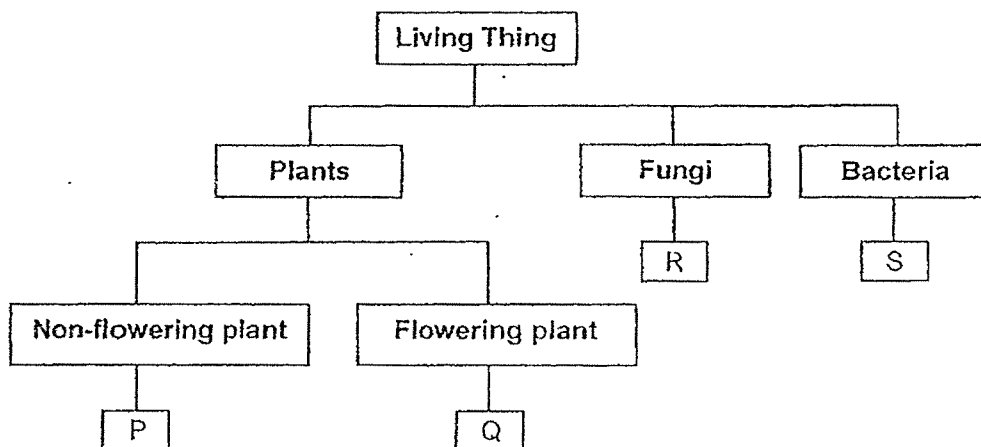 Living Thing
Plants
Fungi
Bacteria
R
S
Non-flowering plant
Flowering plant
P
Q